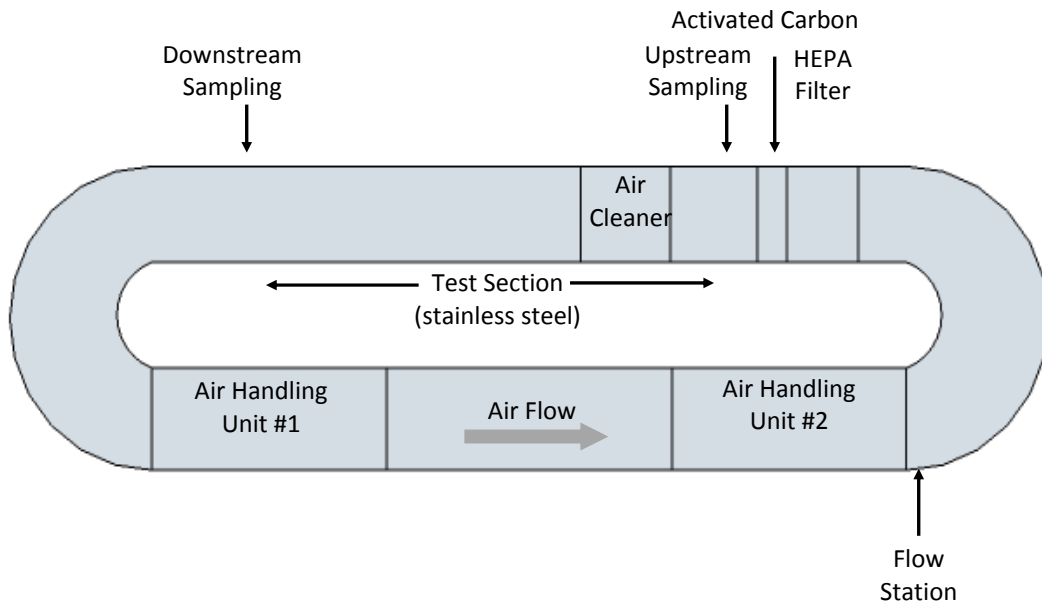 Activated Carbon
Downstream
Sampling
Upstream
Sampling
HEPA
Filter
Air
Cleaner
Test Section
(stainless steel)
Air Handling
Unit #1
Air Flow
Air Handling
Unit #2
Flow
Station